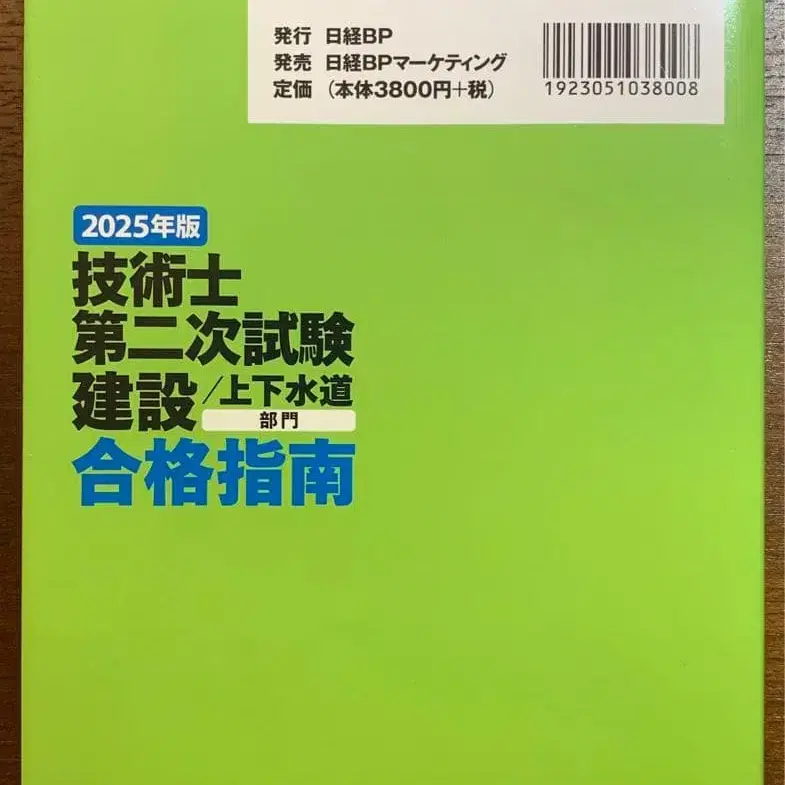 発行 日経BP
発売 日経BPマーケティング
定価 （本体3800円+税）
1923051038008
2025年版
技術士
第二次試験
建設/上下水道
部門
合格指南